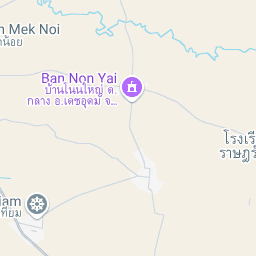 Mek Noi
น้อย
Ban Non Yai
บ้านโนนใหญ่ ต.
กลาง อ.เดชอุดม จ...
โรงเรี
ราษฎร์
iam
เทียม